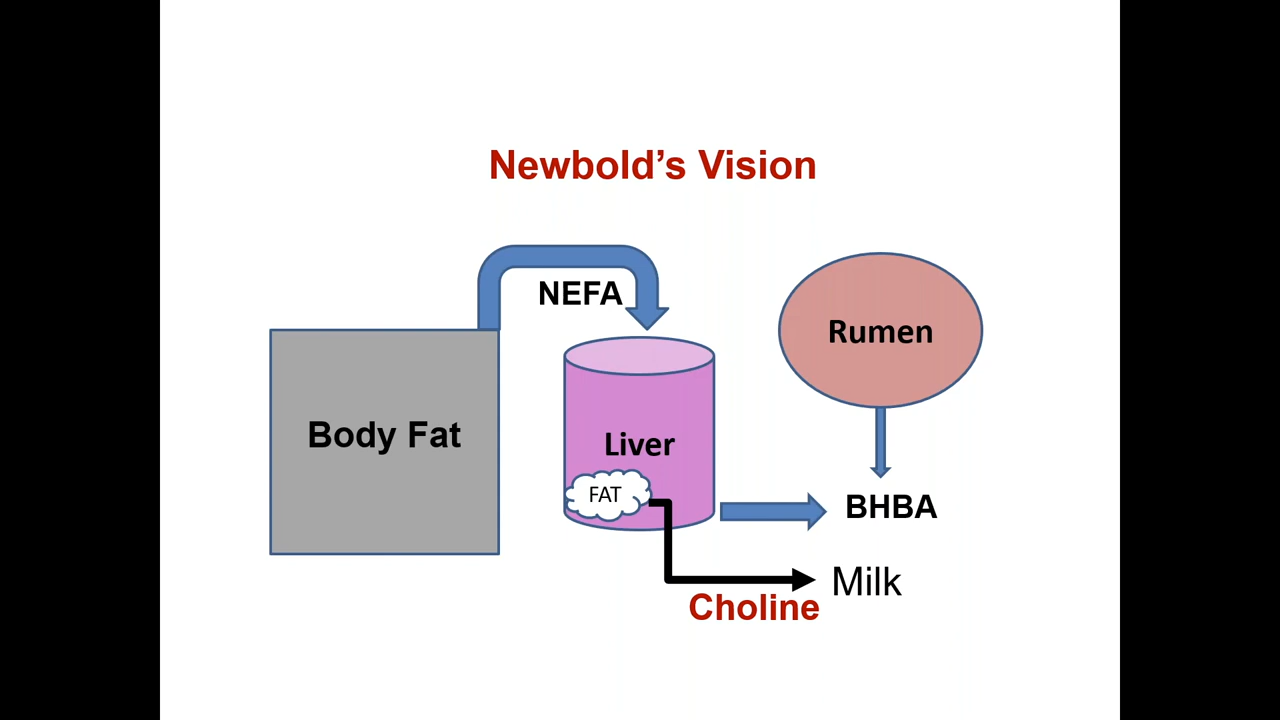 Newbold’s Vision
NEFA
Rumen
Body Fat
Liver
FAT
BHBA
Milk
Choline